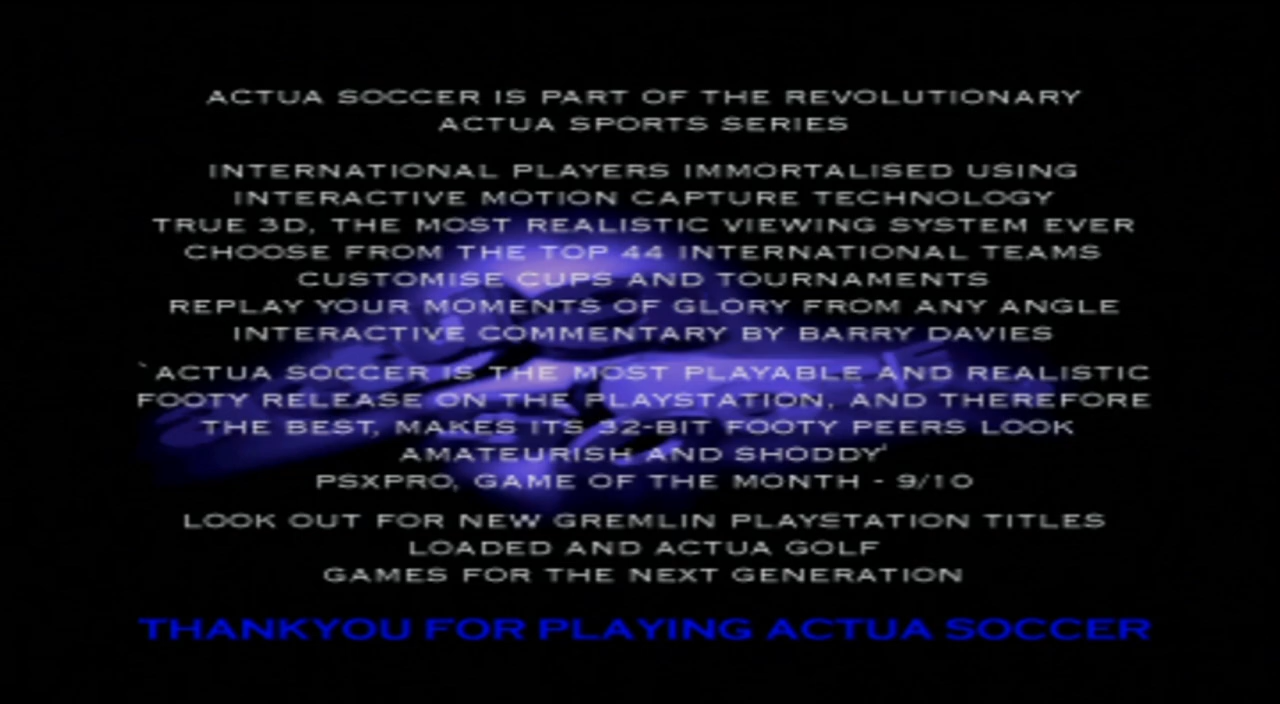 ACTUA SOCCER IS PART OF THE REVOLUTIONARY
ACTUA SPORTS SERIES
INTERNATIONAL PLAYERS IMMORTALISED USING
INTERACTIVE MOTION CAPTURE TECHNOLOGY
TRUE 3D, THE MOST REALISTIC VIEWING SYSTEM EVER
CHOOSE FROM THE TOP 44 INTERNATIONAL TEAMS
CUSTOMISE CUPS AND TOURNAMENTS
REPLAY YOUR MOMENTS OF GLORY FROM ANY ANGLE
INTERACTIVE COMMENTARY BY BARRY DAVIES
`ACTUA SOCCER IS THE MOST PLAYABLE AND REALISTIC
FOOTY RELEASE ON THE PLAYSTATION, AND THEREFORE
THE BEST, MAKES ITS 32-BIT FOOTY PEERS LOOK
AMATEURISH AND SHODDY'
PSXPRO, GAME OF THE MONTH - 9/10
LOOK OUT FOR NEW GREMLIN PLAYSTATION TITLES
LOADED AND ACTUA GOLF
GAMES FOR THE NEXT GENERATION
THANKYOU FOR PLAYING ACTUA SOCCER